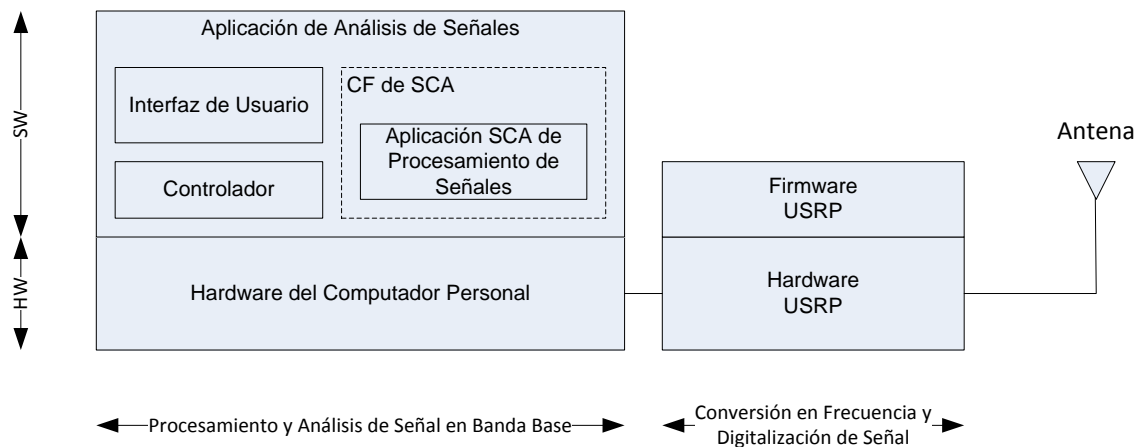 Aplicación de Análisis de Señales
CF de SCA
Interfaz de Usuario
Aplicación SCA de
Procesamiento de
Señales
Controlador
SW
Antena
Firmware
USRP
HW
Hardware del Computador Personal
Hardware
USRP
Procesamiento y Análisis de Señal en Banda Base
Conversión en Frecuencia y
Digitalización de Señal